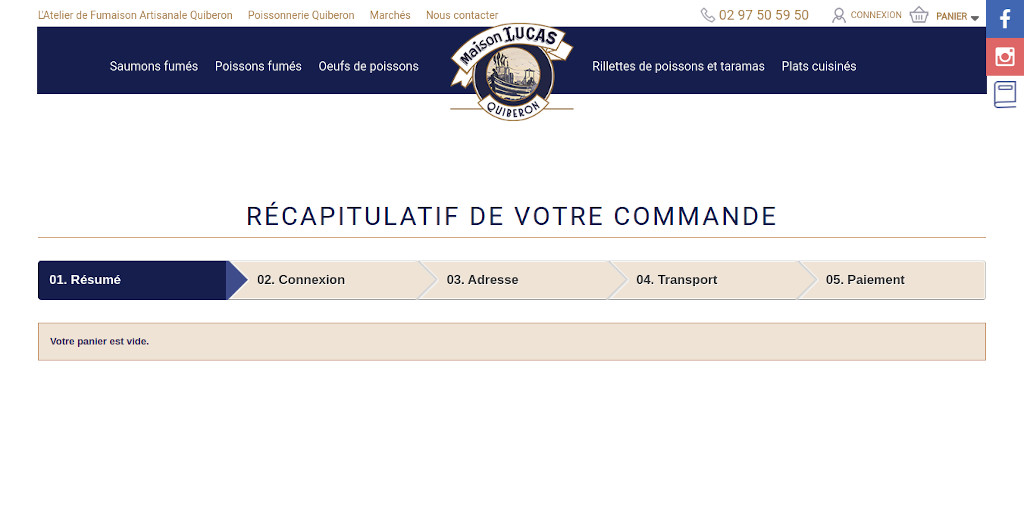 L'Atelier de Fumaison Artisanale Quiberon Poissonnerie Quiberon Marchés Nous contacter 02 97 50 59 50 CONNEXION PANIER
Maison LUCAS
Saumons fumés Poissons fumés Oeufs de poissons Rillettes de poissons et taramas Plats cuisinés
QUIBERON
RÉCAPITULATIF DE VOTRE COMMANDE
01. Résumé 02. Connexion 03. Adresse 04. Transport 05. Paiement
Votre panier est vide.